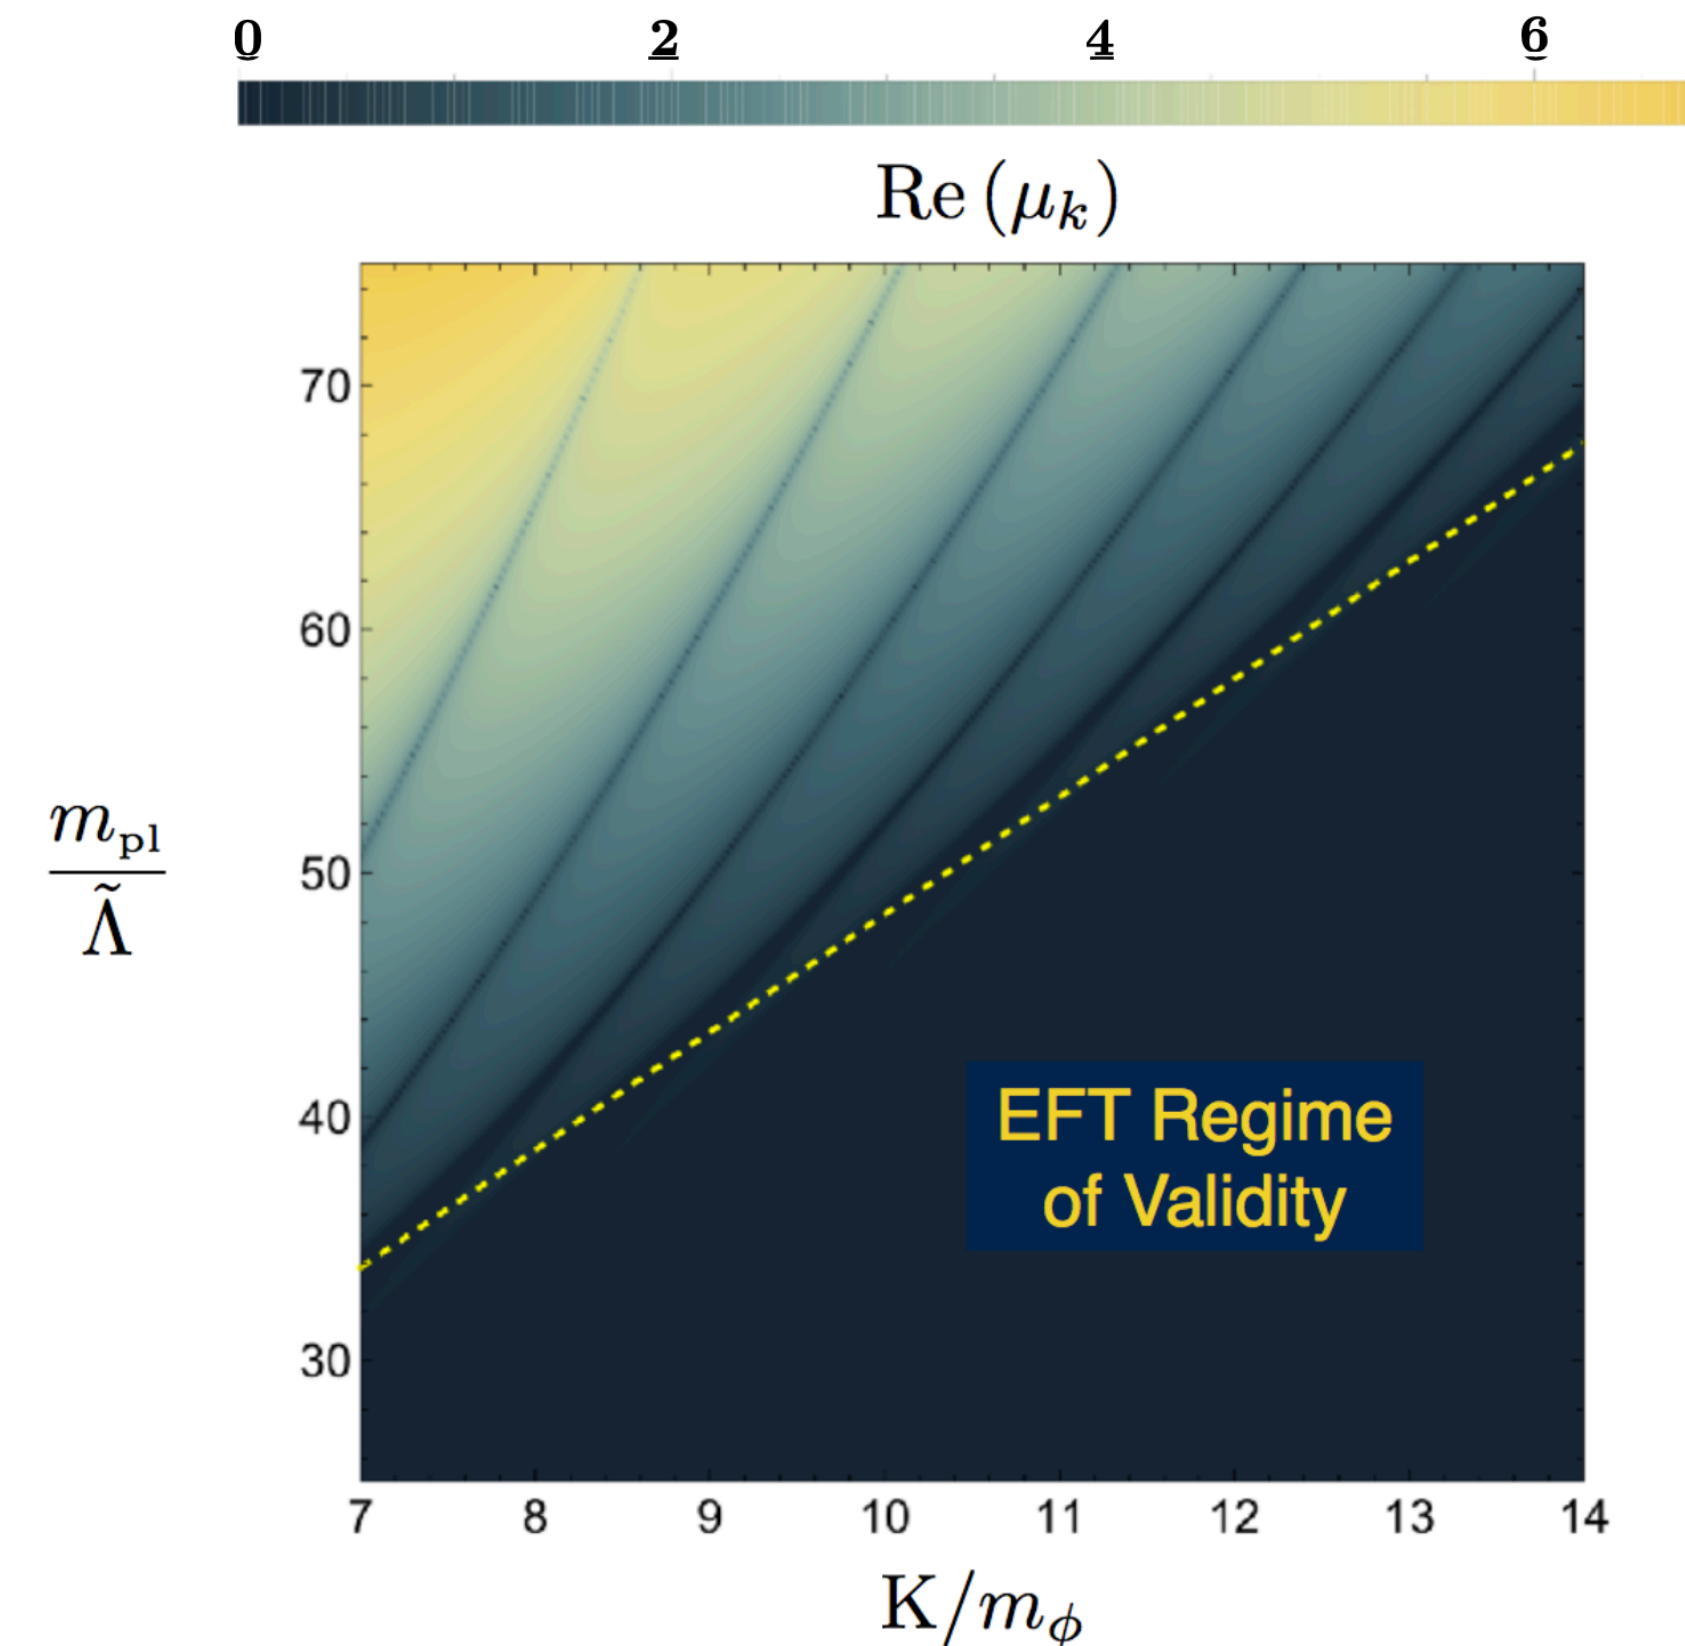 0 2 4 6
Re (μ_k)
70
60
50
40
30
m_pl
Λ̃
EFT Regime
of Validity
7 8 9 10 11 12 13 14
K/m_ϕ